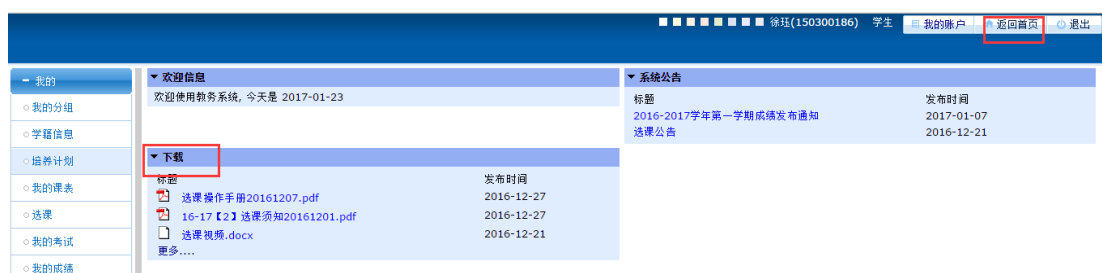 徐珏(150300186) 学生 我的账户 返回首页 退出
我的
我的分组
学籍信息
培养计划
我的课表
选课
我的考试
我的成绩
欢迎信息
欢迎使用教务系统, 今天是 2017-01-23
下载
标题 发布时间
选课操作手册20161207.pdf 2016-12-27
16-17【2】选课须知20161201.pdf 2016-12-27
选课视频.docx 2016-12-21
更多....
系统公告
标题 发布时间
2016-2017学年第一学期成绩发布通知 2017-01-07
选课公告 2016-12-21